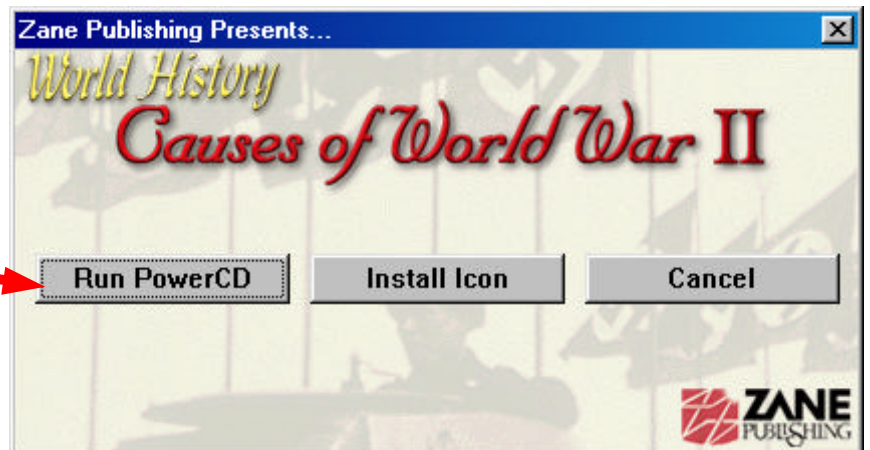 Zane Publishing Presents...
World History
Causes of World War II
Run PowerCD
Install Icon
Cancel
ZANE
PUBLISHING